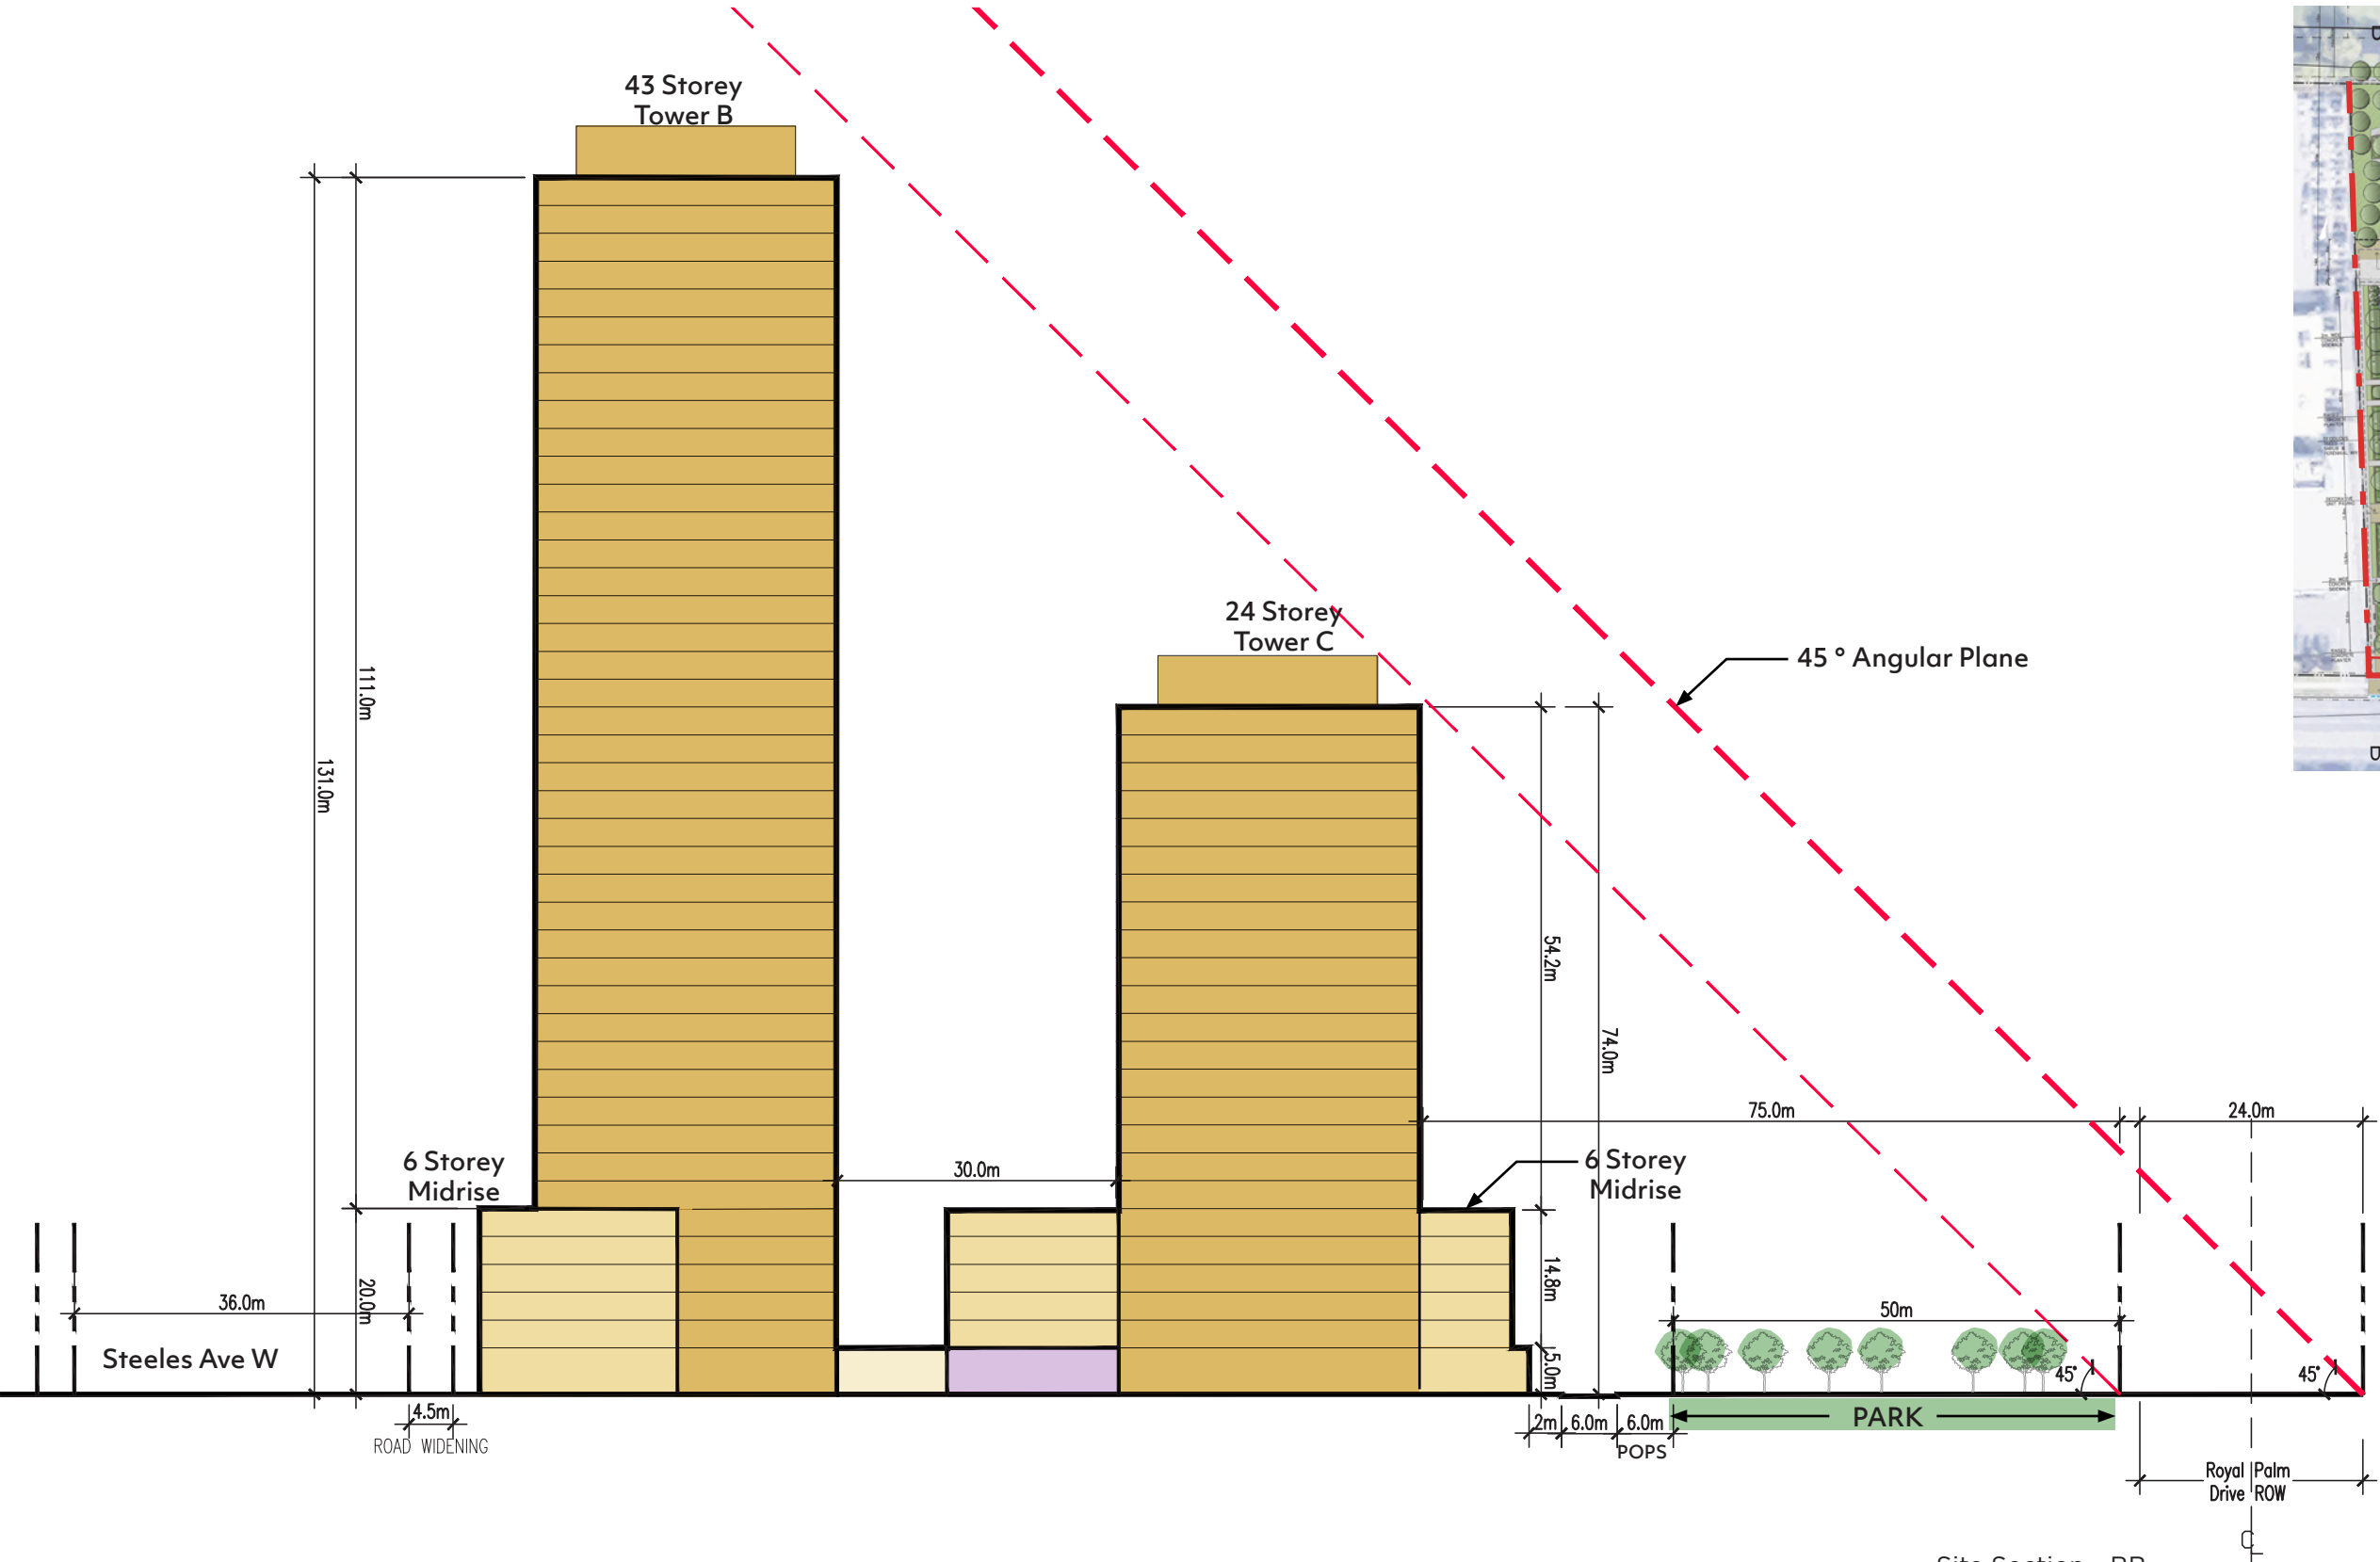 43 Storey
Tower B
24 Storey
Tower C
45 ° Angular Plane
111.0m
131.0m
54.2m
74.0m
75.0m
24.0m
6 Storey
Midrise
30.0m
6 Storey
Midrise
14.8m
20.0m
36.0m
50m
Steeles Ave W
5.0m
45°
45°
4.5m
ROAD WIDENING
2m
6.0m
6.0m
POPS
PARK
Royal Palm
Drive ROW
CL